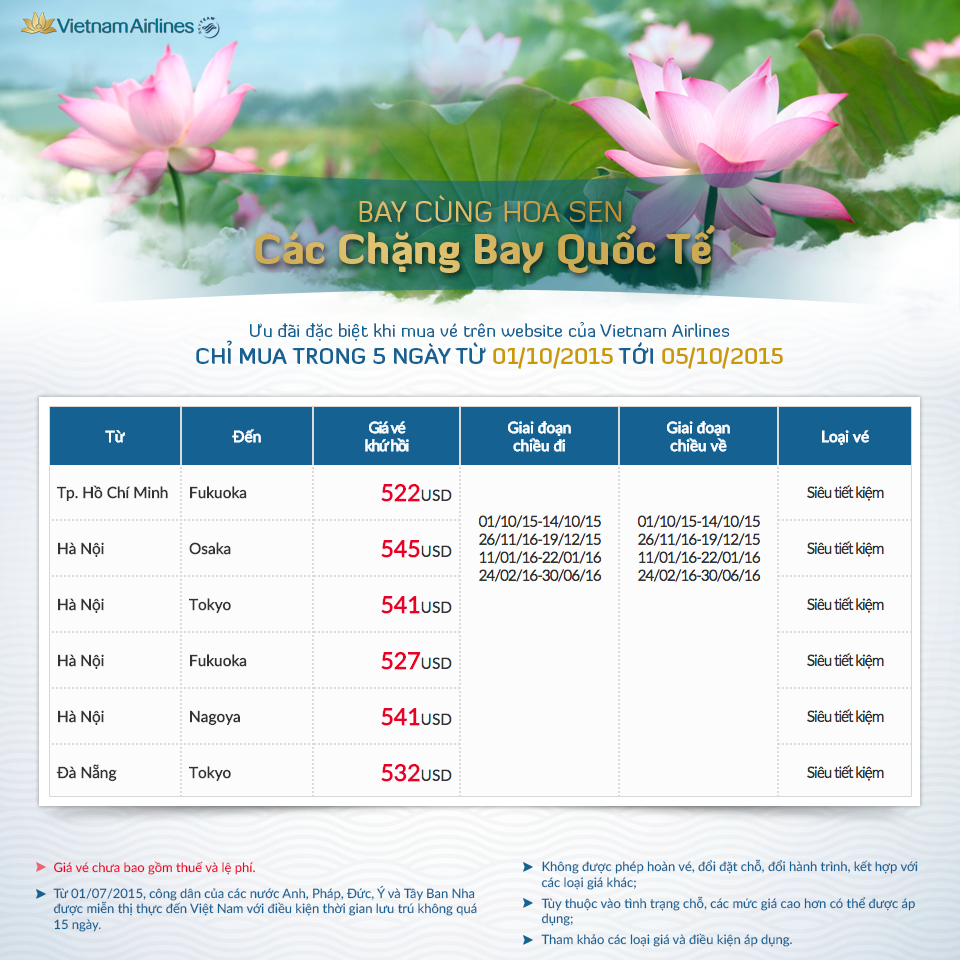 Vietnam Airlines
BAY CÙNG HOA SEN
Các Chặng Bay Quốc Tế
Ưu đãi đặc biệt khi mua vé trên website của Vietnam Airlines
CHỈ MUA TRONG 5 NGÀY TỪ 01/10/2015 TỚI 05/10/2015
Từ Đến Giá vé khứ hồi Giai đoạn chiều đi Giai đoạn chiều về Loại vé
Tp. Hồ Chí Minh Fukuoka 522USD Siêu tiết kiệm
01/10/15-14/10/15 01/10/15-14/10/15
26/11/16-19/12/15 26/11/16-19/12/15
Hà Nội Osaka 545USD Siêu tiết kiệm
11/01/16-22/01/16 11/01/16-22/01/16
24/02/16-30/06/16 24/02/16-30/06/16
Hà Nội Tokyo 541USD Siêu tiết kiệm
Hà Nội Fukuoka 527USD Siêu tiết kiệm
Hà Nội Nagoya 541USD Siêu tiết kiệm
Đà Nẵng Tokyo 532USD Siêu tiết kiệm
Giá vé chưa bao gồm thuế và lệ phí.
Từ 01/07/2015, công dân của các nước Anh, Pháp, Đức, Ý và Tây Ban Nha
được miễn thị thực đến Việt Nam với điều kiện thời gian lưu trú không quá
15 ngày.
Không được phép hoàn vé, đổi đặt chỗ, đổi hành trình, kết hợp với
các loại giá khác;
Tùy thuộc vào tình trạng chỗ, các mức giá cao hơn có thể được áp
dụng;
Tham khảo các loại giá và điều kiện áp dụng.